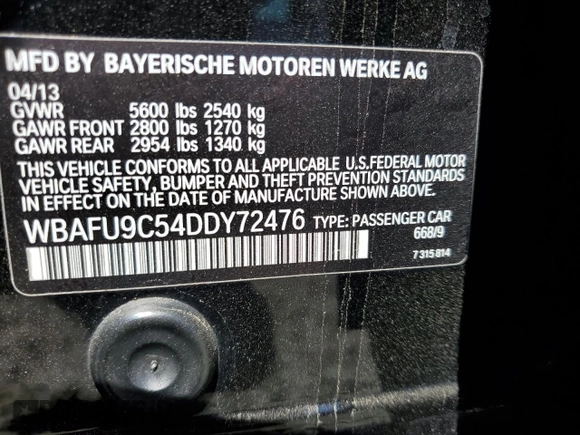 MFD BY BAYERISCHE MOTOREN WERKE AG
04/13
GVWR 5600 lbs 2540 kg
GAWR FRONT 2800 lbs 1270 kg
GAWR REAR 2954 lbs 1340 kg
THIS VEHICLE CONFORMS TO ALL APPLICABLE U.S.FEDERAL MOTOR
VEHICLE SAFETY, BUMPER AND THEFT PREVENTION STANDARDS
IN EFFECT ON THE DATE OF MANUFACTURE SHOWN ABOVE.
WBAFU9C54DDY72476 TYPE: PASSENGER CAR
668/9
7315814